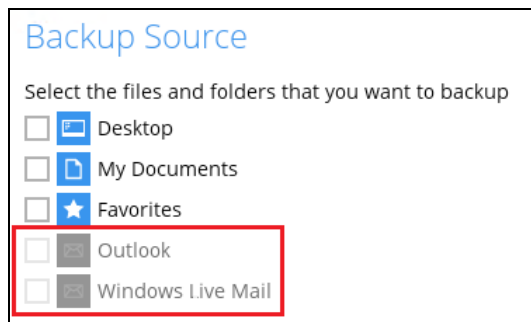 Backup Source
Select the files and folders that you want to backup
Desktop
My Documents
Favorites
Outlook
Windows Live Mail